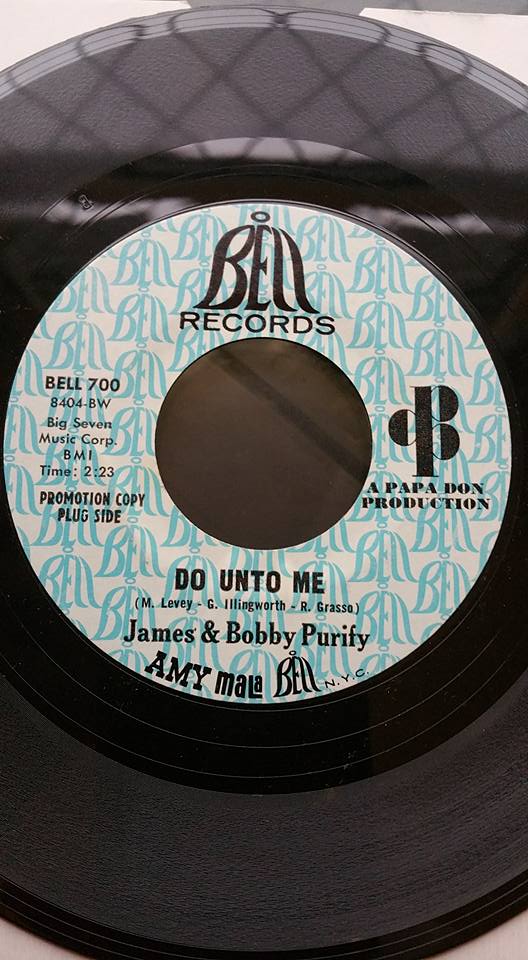 BELL
RECORDS
BELL 700
8404-BW
Big Seven
Music Corp.
BMI
Time: 2:23
PROMOTION COPY
PLUG SIDE
A PAPA DON
PRODUCTION
DO UNTO ME
(M. Levey - G. Illingworth - R. Grasso)
James & Bobby Purify
AMY mala BELL N.Y.C.